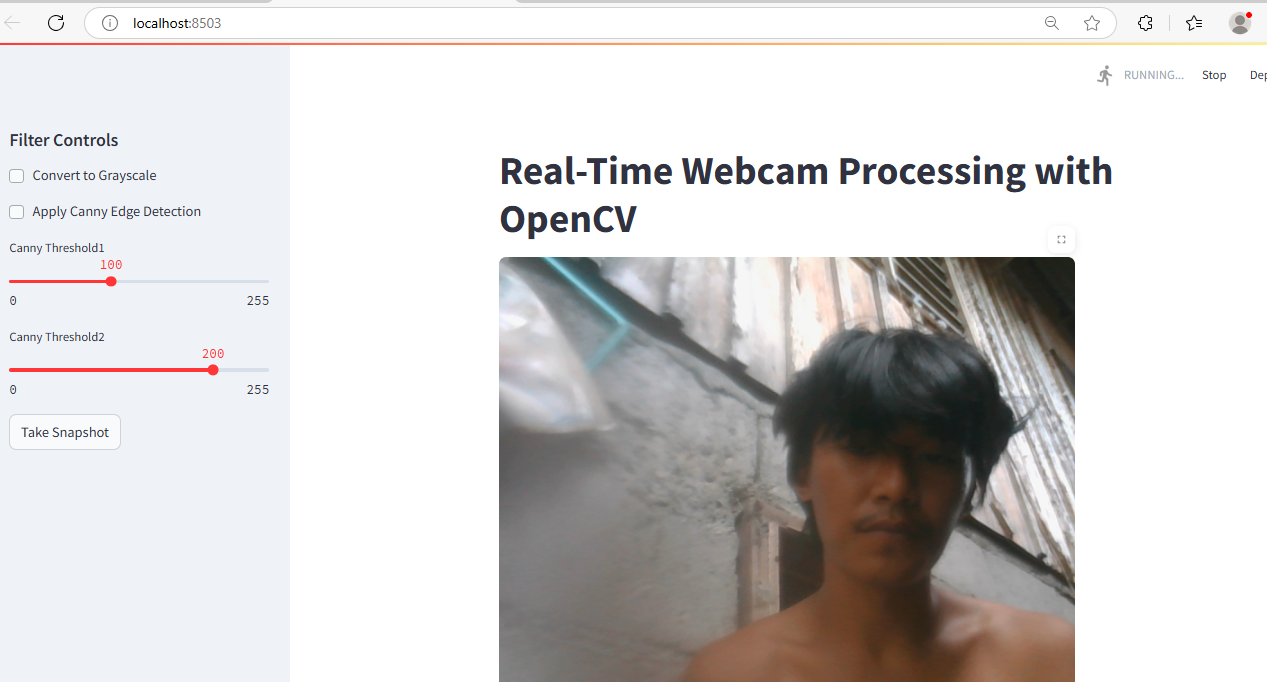 localhost:8503
RUNNING...
Stop
Filter Controls
Convert to Grayscale
Apply Canny Edge Detection
Canny Threshold1
100
0
255
Canny Threshold2
200
0
255
Take Snapshot
Real-Time Webcam Processing with
OpenCV